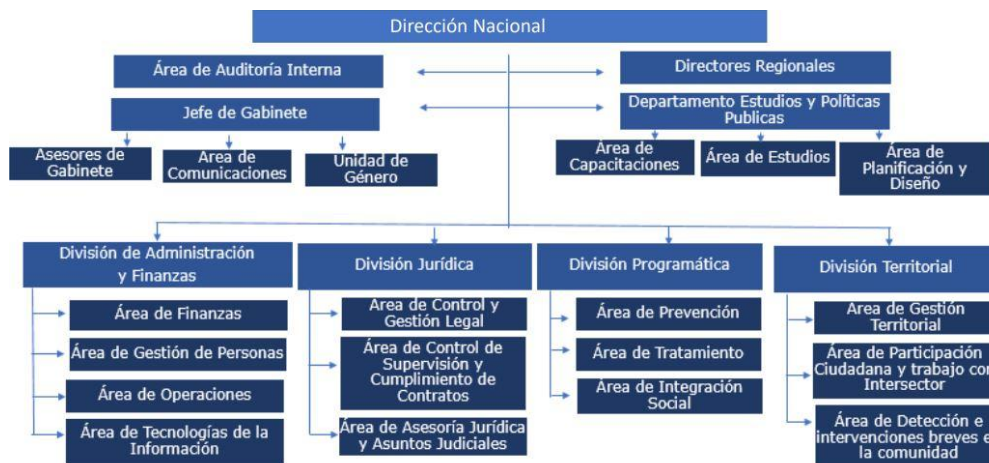 Dirección Nacional
Área de Auditoría Interna
Directores Regionales
Jefe de Gabinete
Departamento Estudios y Políticas
Publicas
Asesores de
Gabinete
Area de
Comunicaciones
Unidad de
Género
Área de
Capacitaciones
Área de Estudios
Área de
Planificación y
Diseño
División de Administración
y Finanzas
Área de Finanzas
Área de Gestión de Personas
Área de Operaciones
Área de Tecnologías de la
Información
División Jurídica
Area de Control y
Gestión Legal
Área de Control de
Supervisión y
Cumplimiento de
Contratos
Área de Asesoría Jurídica
y Asuntos Judiciales
División Programática
Área de Prevención
Área de Tratamiento
Área de Integración
Social
División Territorial
Area de Gestión
Territorial
Área de Participación
Ciudadana y trabajo con
Intersector
Área de Detección e
intervenciones breves e
la comunidad